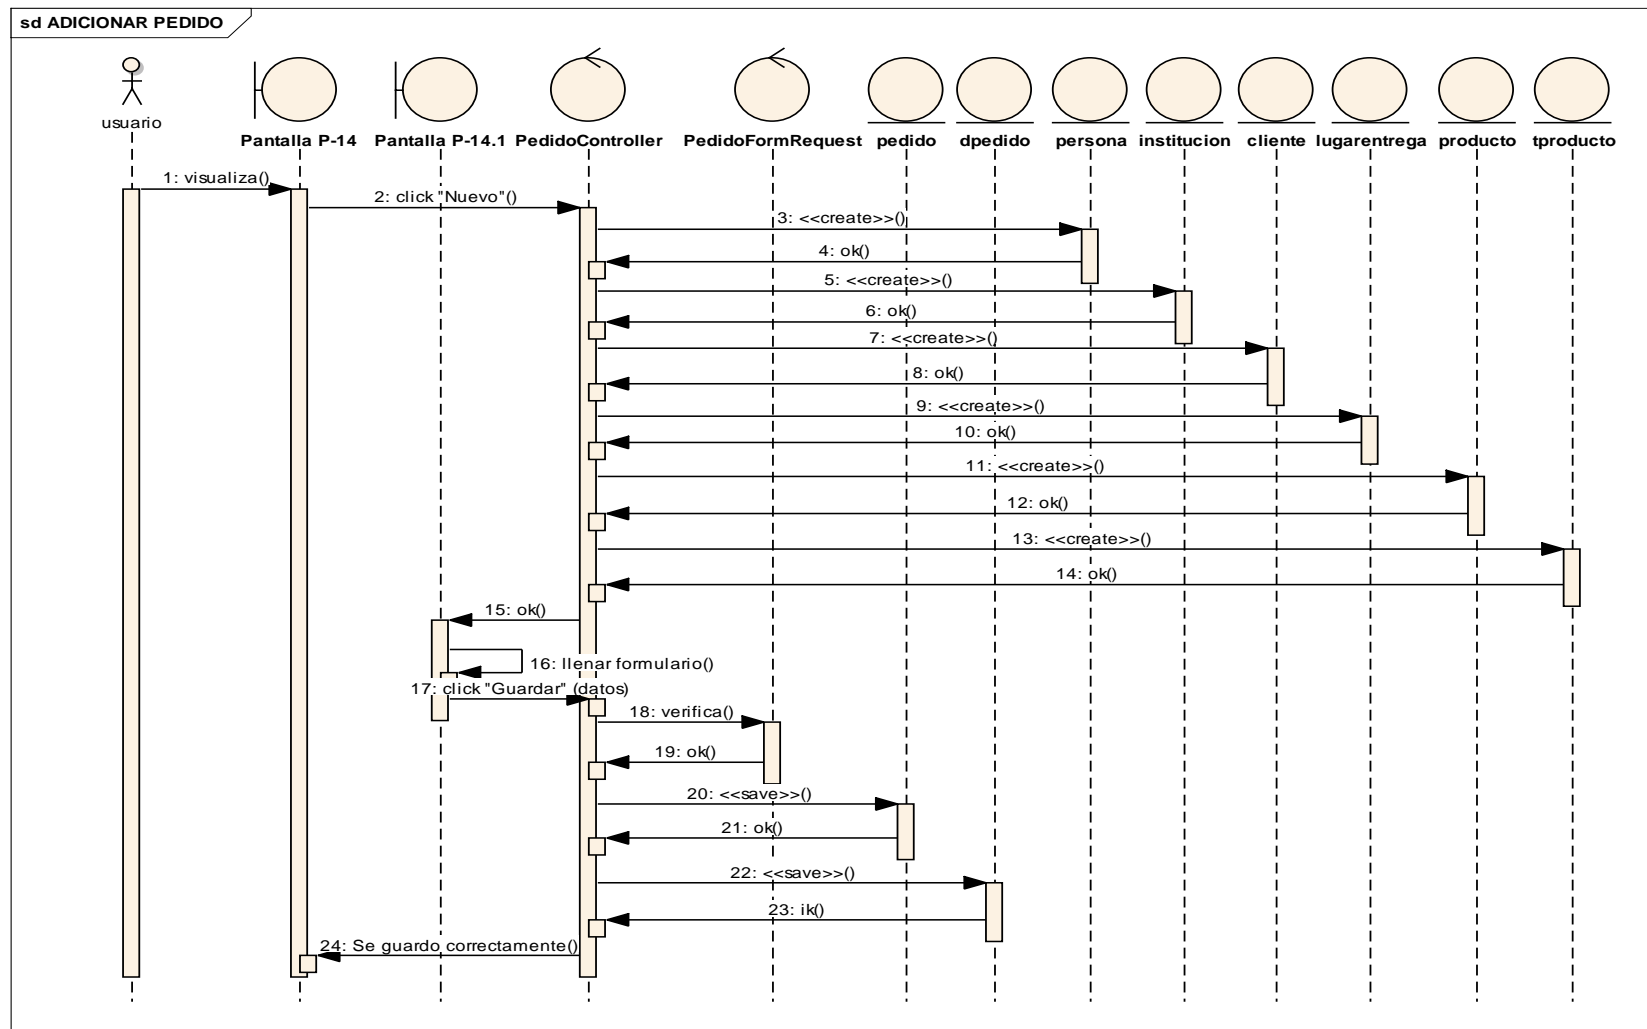 sd ADICIONAR PEDIDO
usuario
Pantalla P-14
Pantalla P-14.1
PedidoController
PedidoFormRequest
pedido
dpedido
persona
institucion
cliente
lugarentrega
producto
tproducto
1: visualiza()
2: click "Nuevo"()
3: <<create>>()
4: ok()
5: <<create>>()
6: ok()
7: <<create>>()
8: ok()
9: <<create>>()
10: ok()
11: <<create>>()
12: ok()
13: <<create>>()
14: ok()
15: ok()
16: llenar formulario()
17: click "Guardar" (datos)
18: verifica()
19: ok()
20: <<save>>()
21: ok()
22: <<save>>()
23: ik()
24: Se guardo correctamente()